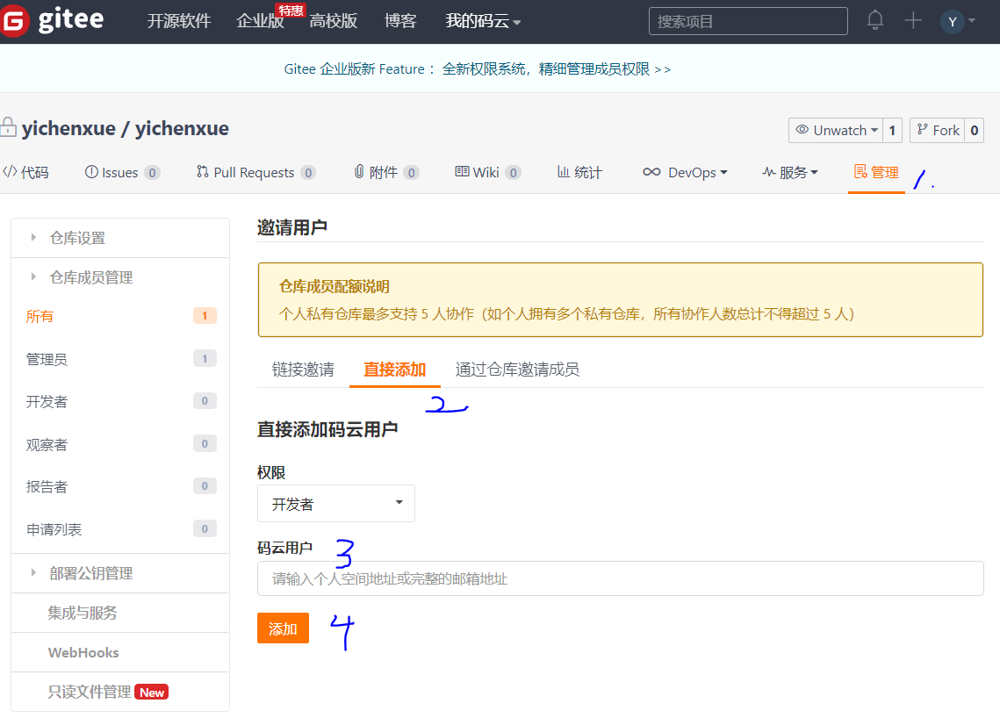 gitee 开源软件 企业版 特惠 高校版 博客 我的码云 搜索项目 Y
Gitee 企业版新 Feature ：全新权限系统，精细管理成员权限 >>
yichenxue / yichenxue Unwatch 1 Fork 0
</> 代码 Issues 0 Pull Requests 0 附件 0 Wiki 0 统计 DevOps 服务 管理 1.
仓库设置
仓库成员管理
所有 1
管理员 1
开发者 0
观察者 0
报告者 0
申请列表 0
部署公钥管理
集成与服务
WebHooks
只读文件管理 New
邀请用户
仓库成员配额说明
个人私有仓库最多支持 5 人协作（如个人拥有多个私有仓库，所有协作人数总计不得超过 5 人）
链接邀请 直接添加 通过仓库邀请成员
2
直接添加码云用户
权限
开发者
码云用户 3
请输入个人空间地址或完整的邮箱地址
添加 4